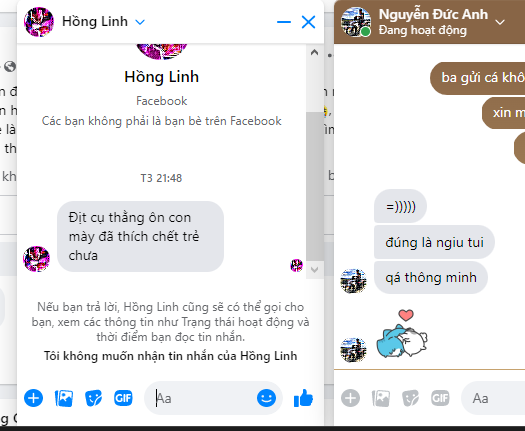 Hồng Linh
Hồng Linh
Facebook
Các bạn không phải là bạn bè trên Facebook
T3 21:48
Địt cụ thằng ôn con
mày đã thích chết trẻ
chưa
Nếu bạn trả lời, Hồng Linh cũng sẽ có thể gọi cho
bạn, xem các thông tin như Trạng thái hoạt động và
thời điểm bạn đọc tin nhắn.
Tôi không muốn nhận tin nhắn của Hồng Linh
GIF
Aa
Nguyễn Đức Anh
Đang hoạt động
ba gửi cá
xin
=)))))
đúng là ngiu tui
qá thông minh
GIF
Aa